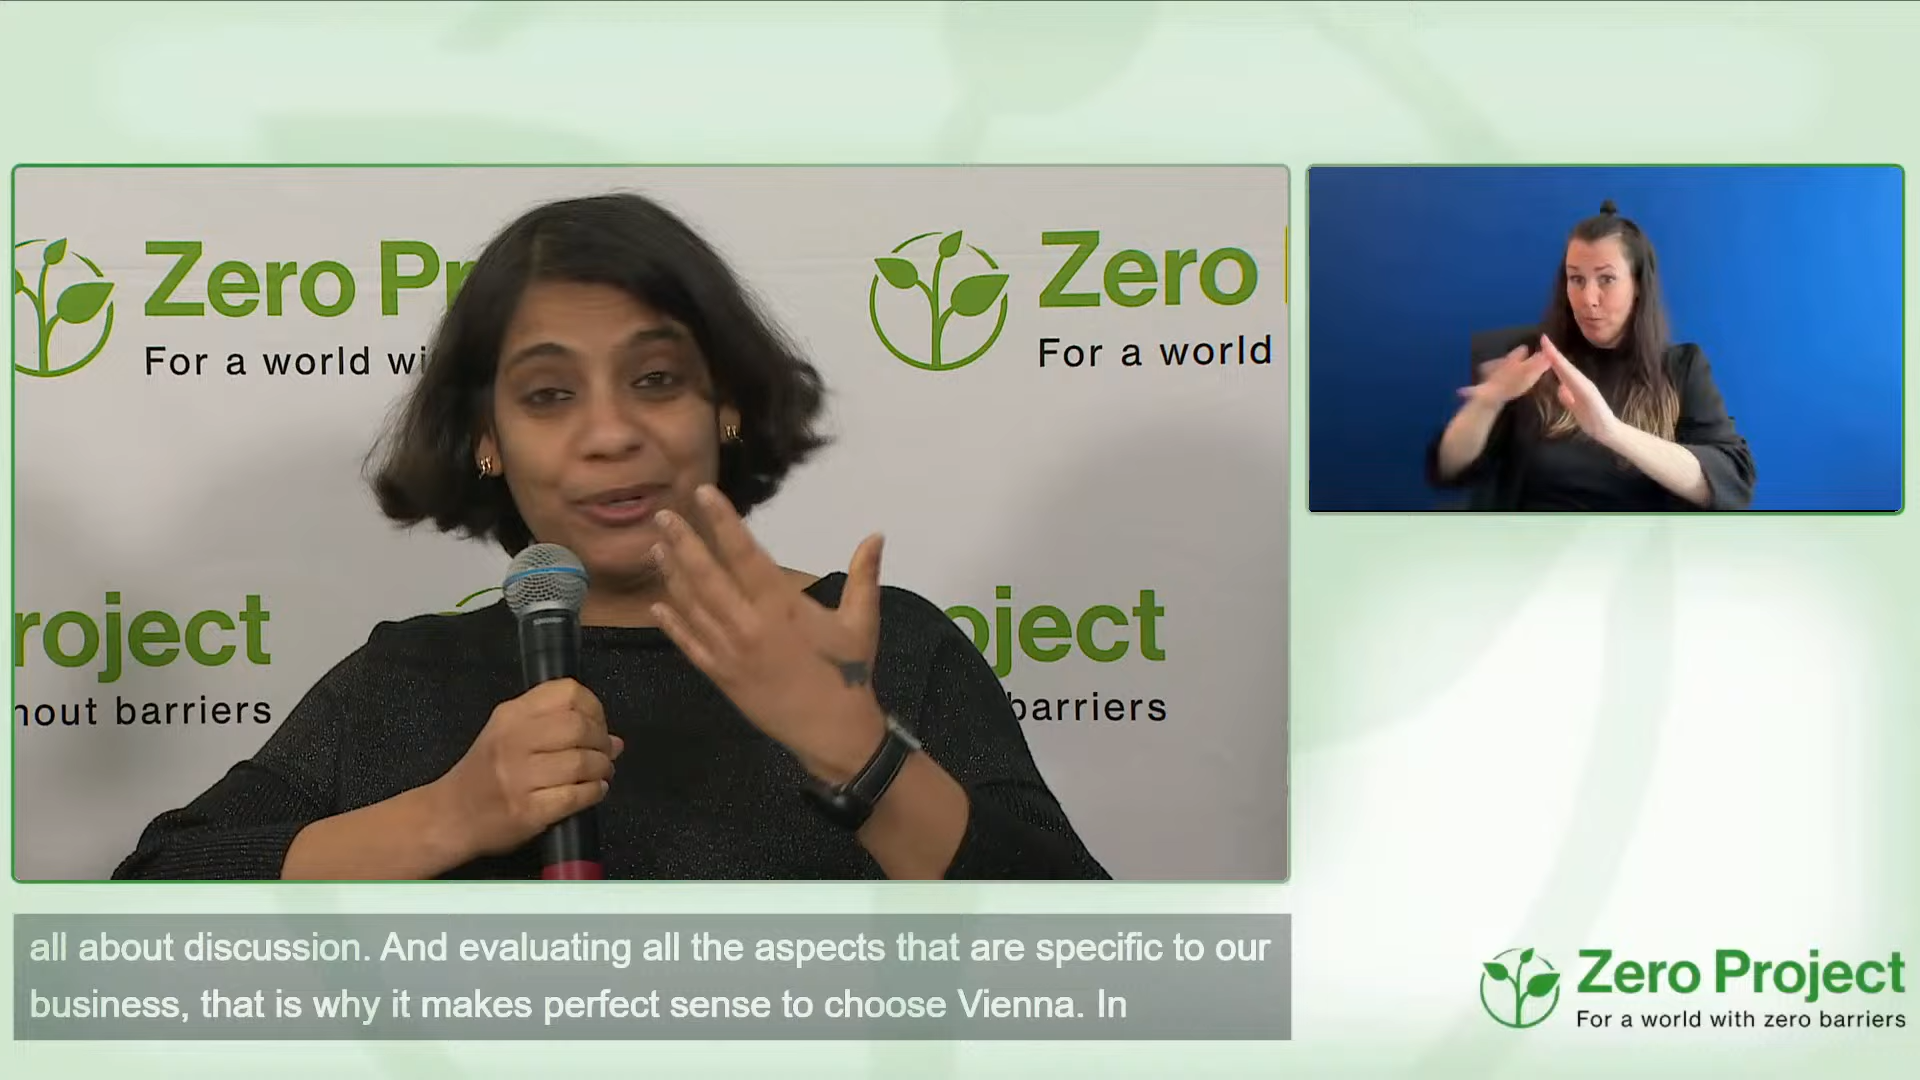 Zero Pr
For a world wi
Zero
For a world
roject
hout barriers
oject
barriers
all about discussion. And evaluating all the aspects that are specific to our
business, that is why it makes perfect sense to choose Vienna. In
Zero Project
For a world with zero barriers